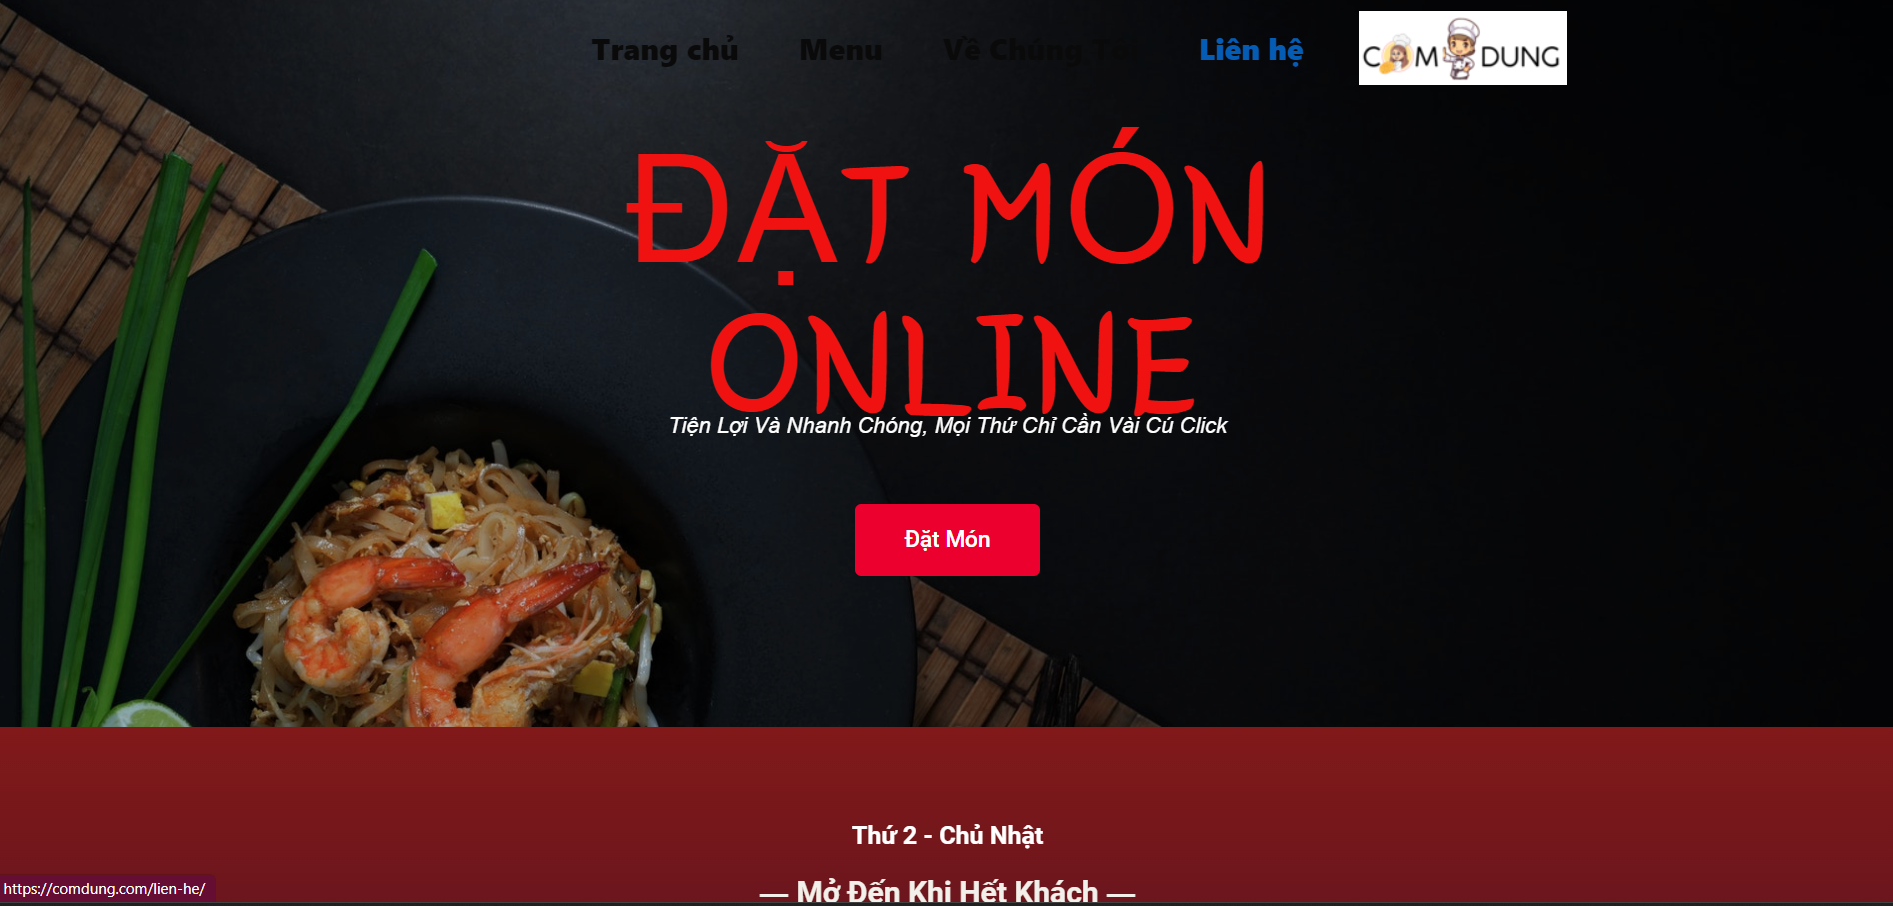 Trang chủ Menu Về Chúng Tôi Liên hệ
COM DUNG
ĐẶT MÓN
ONLINE
Tiện Lợi Và Nhanh Chóng, Mọi Thứ Chỉ Cần Vài Cú Click
Đặt Món
Thứ 2 - Chủ Nhật
— Mở Đến Khi Hết Khách —
https://comdung.com/lien-he/